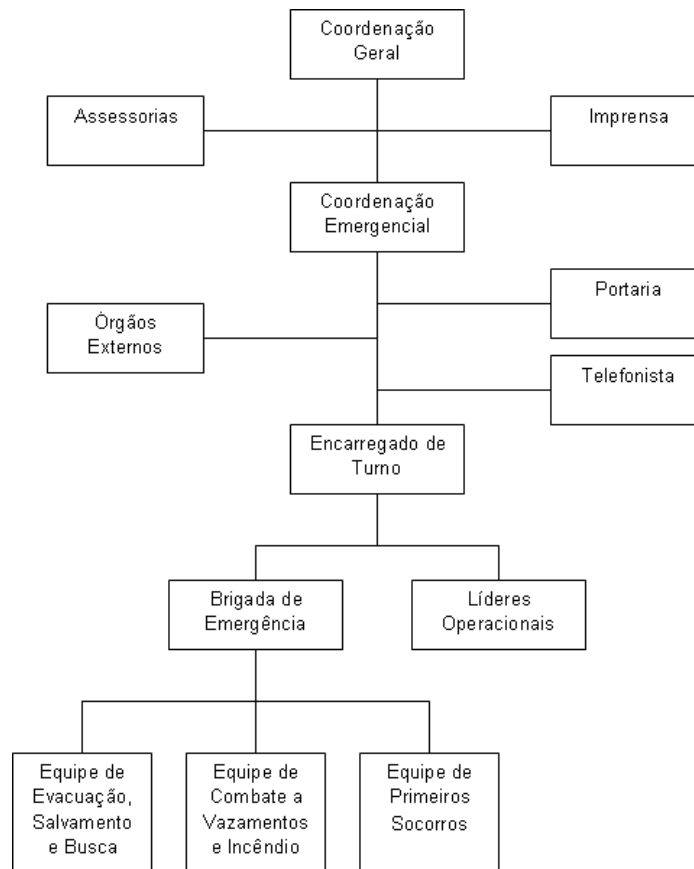 Coordenação
Geral
Assessorias
Imprensa
Coordenação
Emergencial
Portaria
Órgãos
Externos
Telefonista
Encarregado de
Turno
Brigada de
Emergência
Líderes
Operacionais
Equipe de
Evacuação,
Salvamento
e Busca
Equipe de
Combate a
Vazamentos
e Incêndio
Equipe de
Primeiros
Socorros